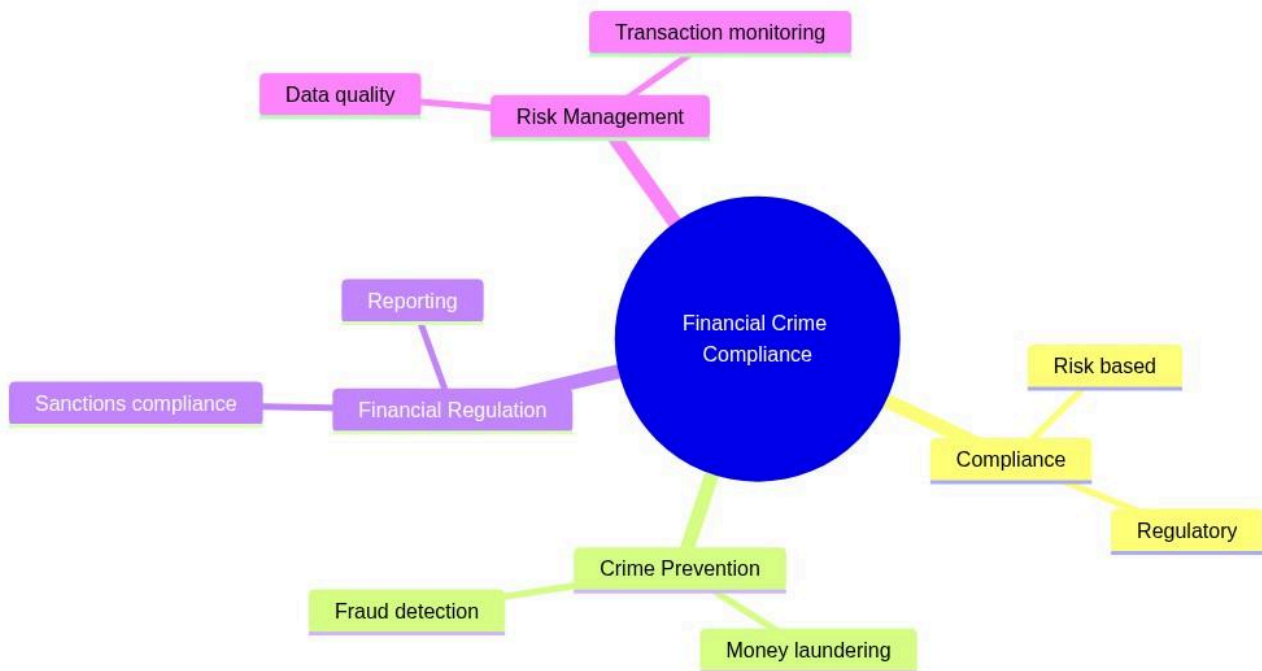 Transaction monitoring
Data quality
Risk Management
Reporting
Financial Crime
Compliance
Risk based
Sanctions compliance
Financial Regulation
Compliance
Regulatory
Crime Prevention
Fraud detection
Money laundering